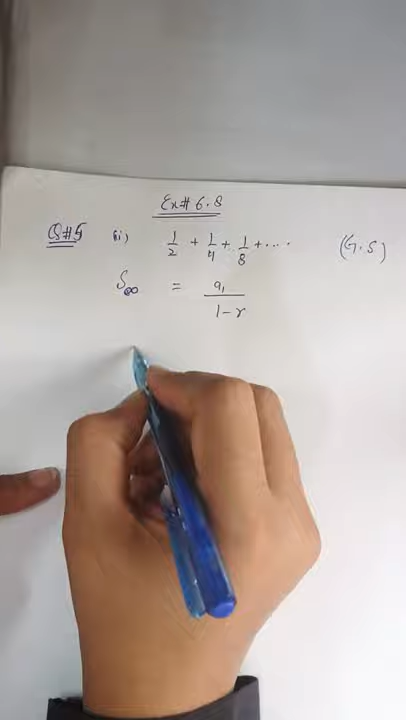 Ex# 6.8
Q#5 (ii) 1/2 + 1/4 + 1/8 + .... (G.S)
S∞ = a₁/(1-r)